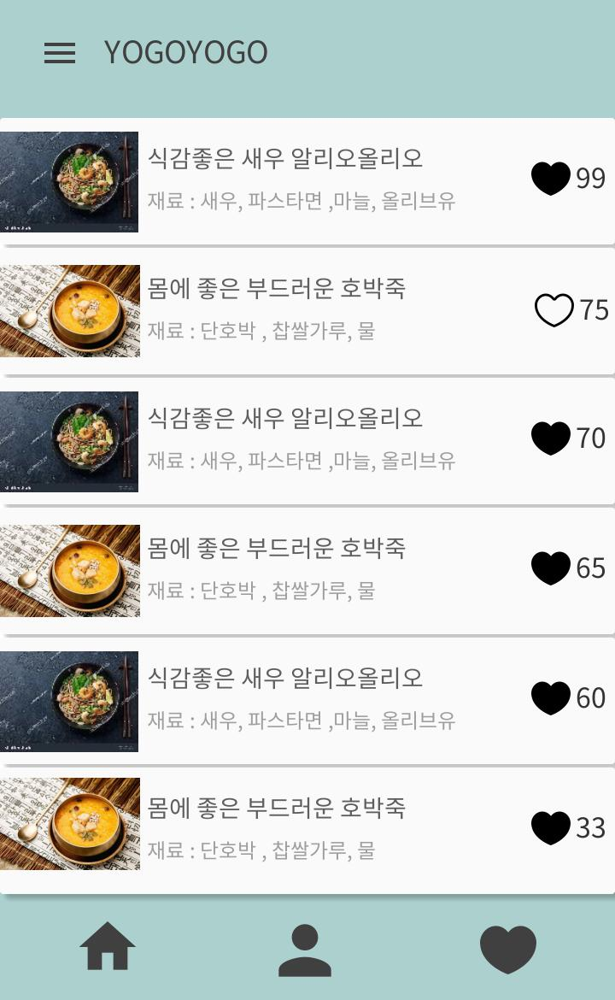 YOGOYOGO
식감좋은 새우 알리오올리오
재료 : 새우, 파스타면 ,마늘, 올리브유
99
몸에 좋은 부드러운 호박죽
재료 : 단호박 , 찹쌀가루, 물
75
식감좋은 새우 알리오올리오
재료 : 새우, 파스타면 ,마늘, 올리브유
70
몸에 좋은 부드러운 호박죽
재료 : 단호박 , 찹쌀가루, 물
65
식감좋은 새우 알리오올리오
재료 : 새우, 파스타면 ,마늘, 올리브유
60
몸에 좋은 부드러운 호박죽
재료 : 단호박 , 찹쌀가루, 물
33